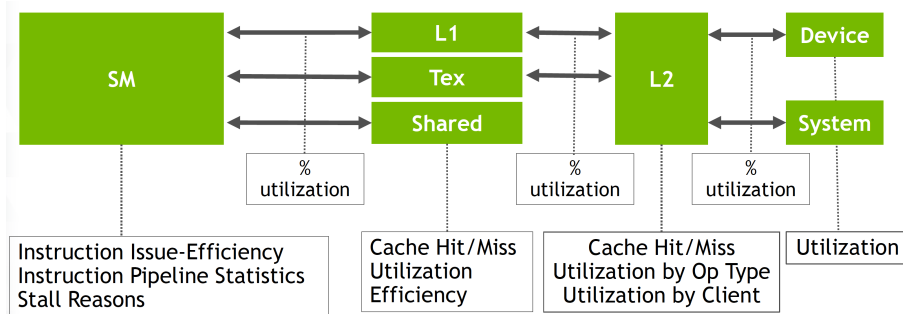 SM
L1
Tex
Shared
L2
Device
System
%
utilization
%
utilization
%
utilization
Instruction Issue-Efficiency
Instruction Pipeline Statistics
Stall Reasons
Cache Hit/Miss
Utilization
Efficiency
Cache Hit/Miss
Utilization by Op Type
Utilization by Client
Utilization